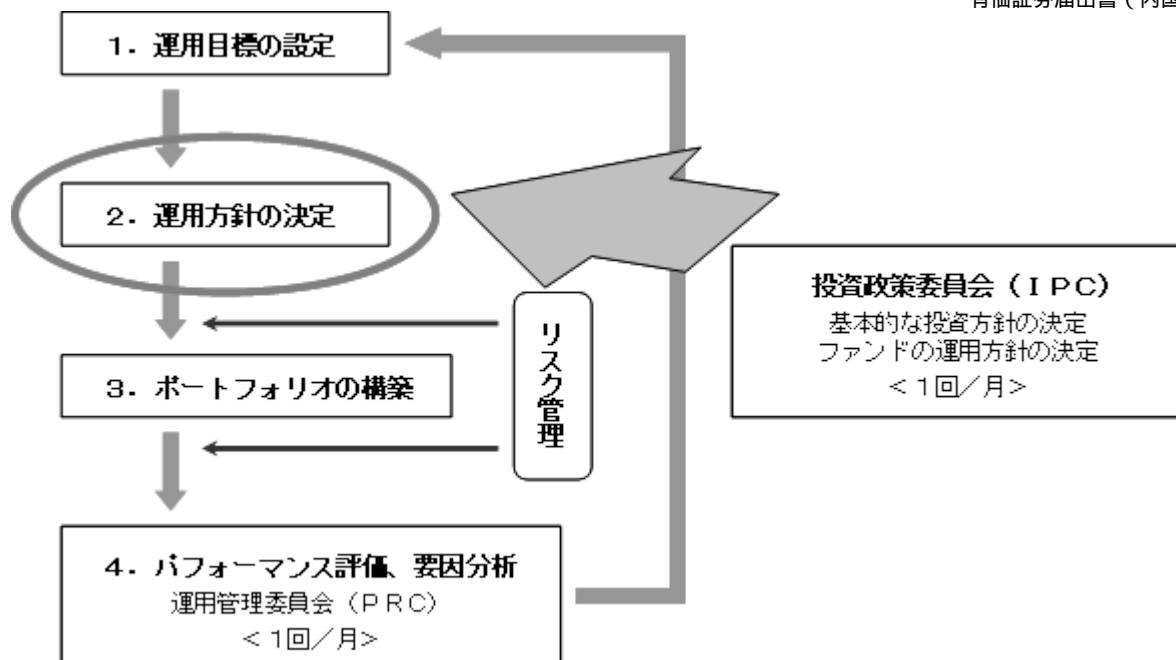 有価証券届出書（内国
１．運用目標の設定
２．運用方針の決定
投資政策委員会（ＩＰＣ）
基本的な投資方針の決定
ファンドの運用方針の決定
＜１回／月＞
リスク管理
３．ポートフォリオの構築
４．パフォーマンス評価、要因分析
運用管理委員会（ＰＲＣ）
＜１回／月＞